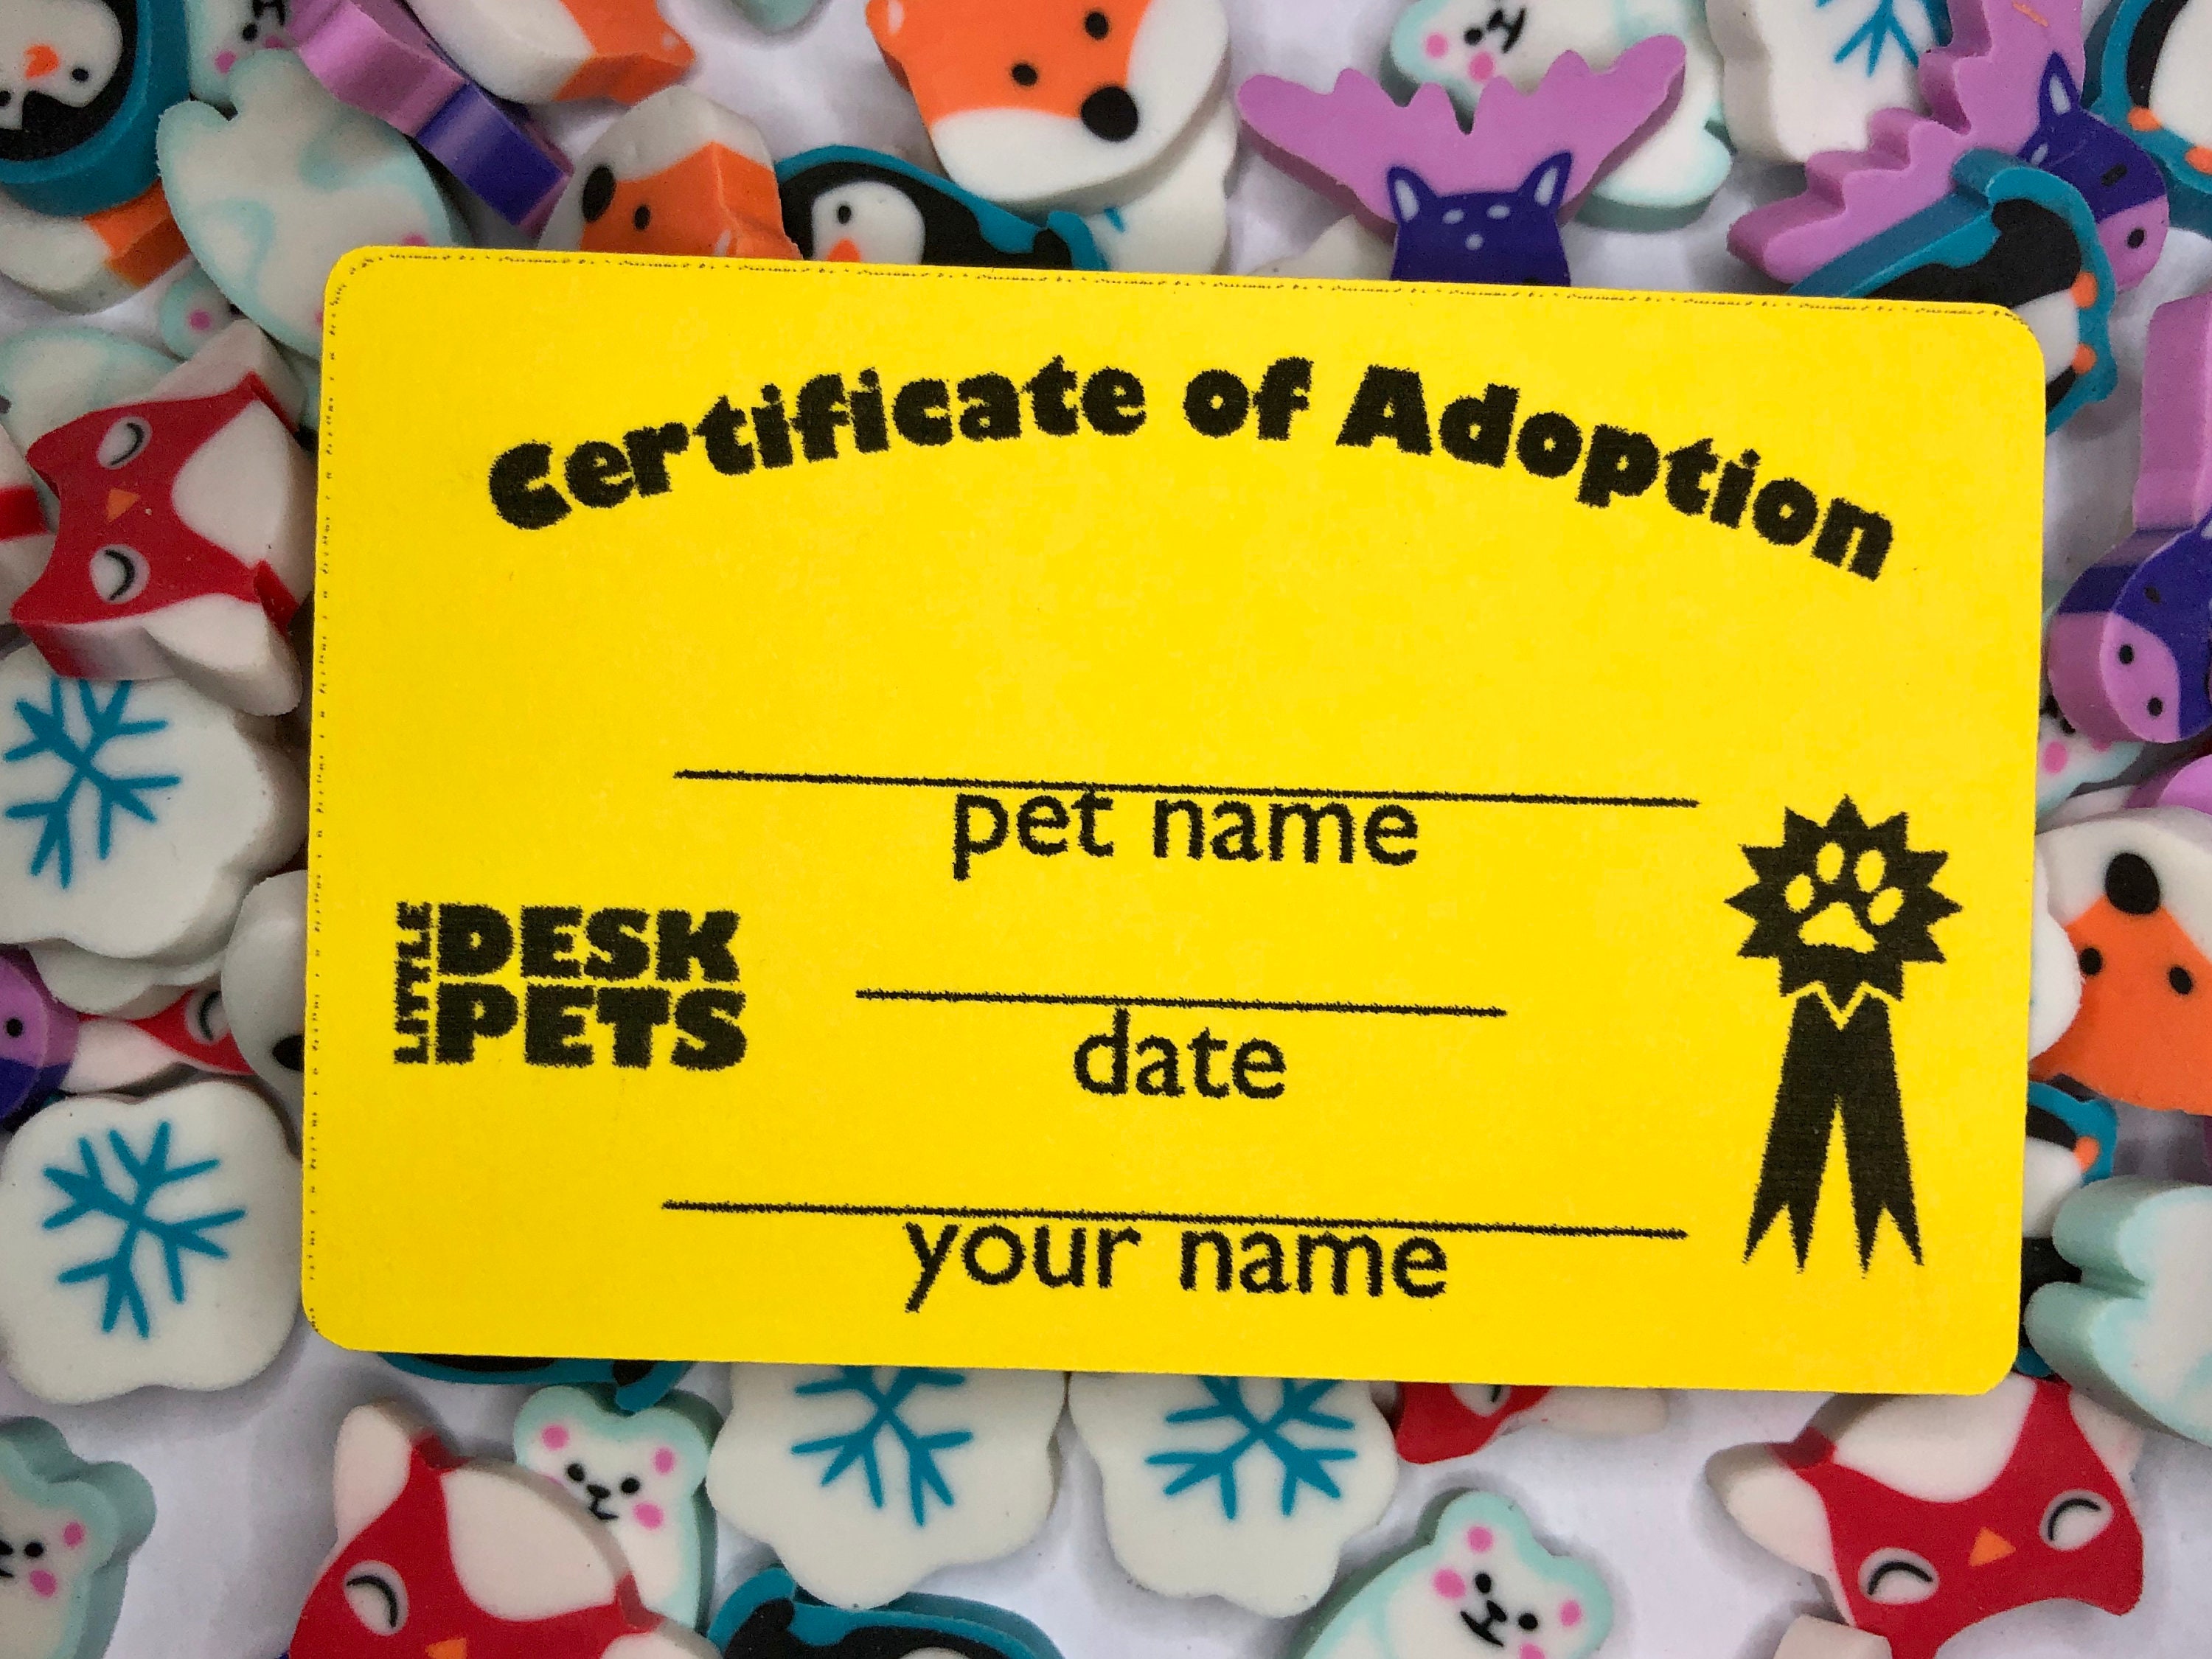 Certificate of Adoption
pet name
LITTLE
DESK
PETS
date
your name